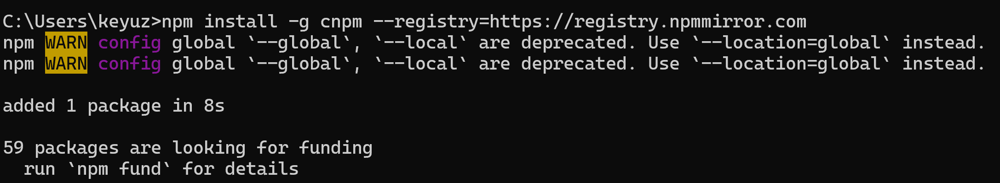 C:\Users\keyuz>npm install -g cnpm --registry=https://registry.npmmirror.com
npm WARN config global `--global`, `--local` are deprecated. Use `--location=global` instead.
npm WARN config global `--global`, `--local` are deprecated. Use `--location=global` instead.
added 1 package in 8s
59 packages are looking for funding
  run `npm fund` for details